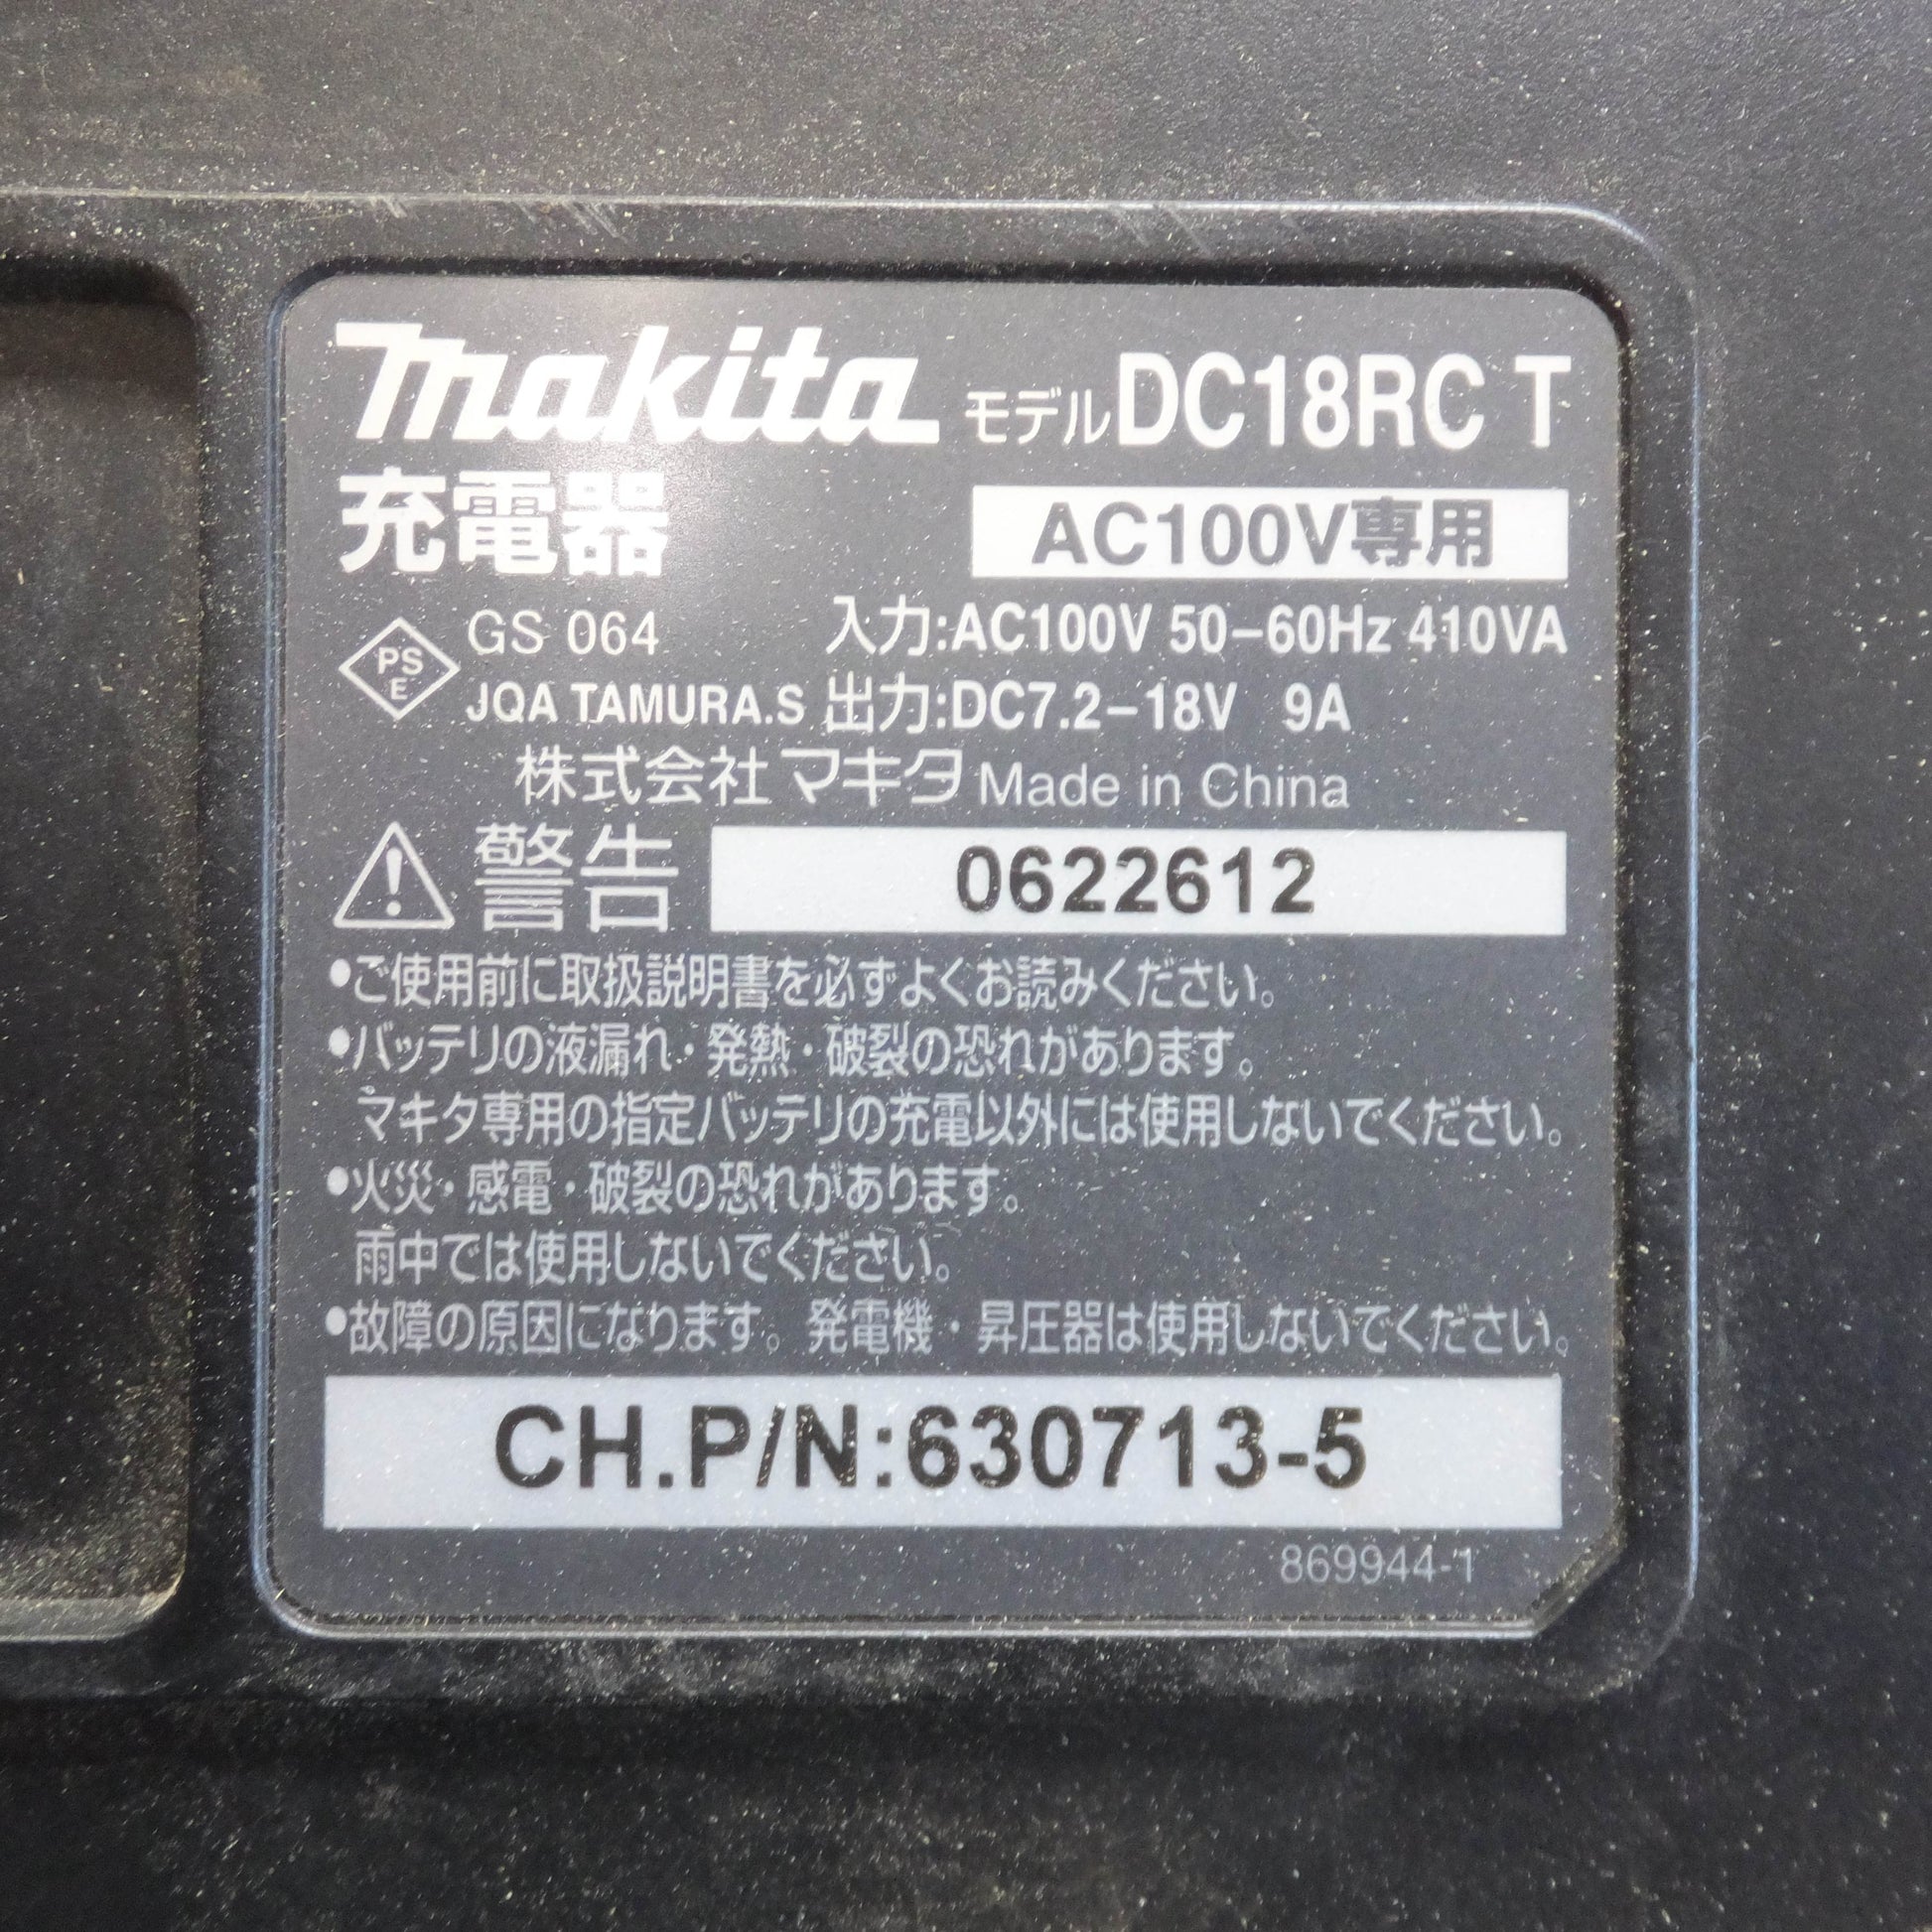 makita モデル DC18RC T
充電器
AC100V専用
PS E
GS 064
入力:AC100V 50-60Hz 410VA
JQA TAMURA.S 出力:DC7.2-18V 9A
株式会社マキタ Made in China
警告 0622612
•ご使用前に取扱説明書を必ずよくお読みください。
•バッテリの液漏れ・発熱・破裂の恐れがあります。
マキタ専用の指定バッテリの充電以外には使用しないでください。
•火災・感電・破裂の恐れがあります。
雨中では使用しないでください。
•故障の原因になります。発電機・昇圧器は使用しないでください。
CH.P/N:630713-5
869944-1